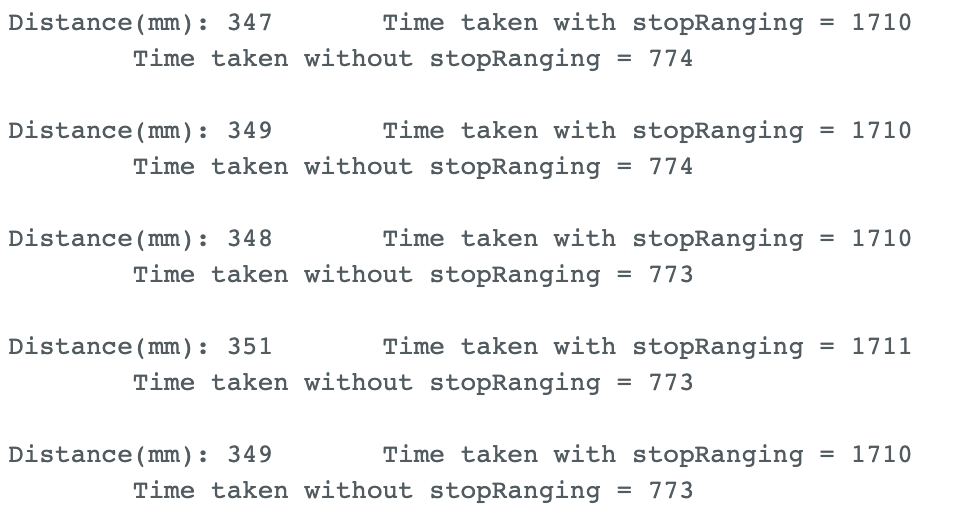 Distance(mm): 347 Time taken with stopRanging = 1710
Time taken without stopRanging = 774
Distance(mm): 349 Time taken with stopRanging = 1710
Time taken without stopRanging = 774
Distance(mm): 348 Time taken with stopRanging = 1710
Time taken without stopRanging = 773
Distance(mm): 351 Time taken with stopRanging = 1711
Time taken without stopRanging = 773
Distance(mm): 349 Time taken with stopRanging = 1710
Time taken without stopRanging = 773